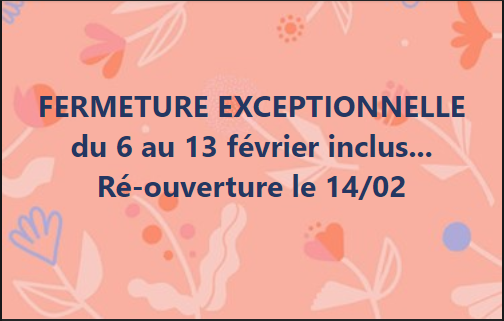 FERMETURE EXCEPTIONNELLE
du 6 au 13 février inclus...
Ré-ouverture le 14/02